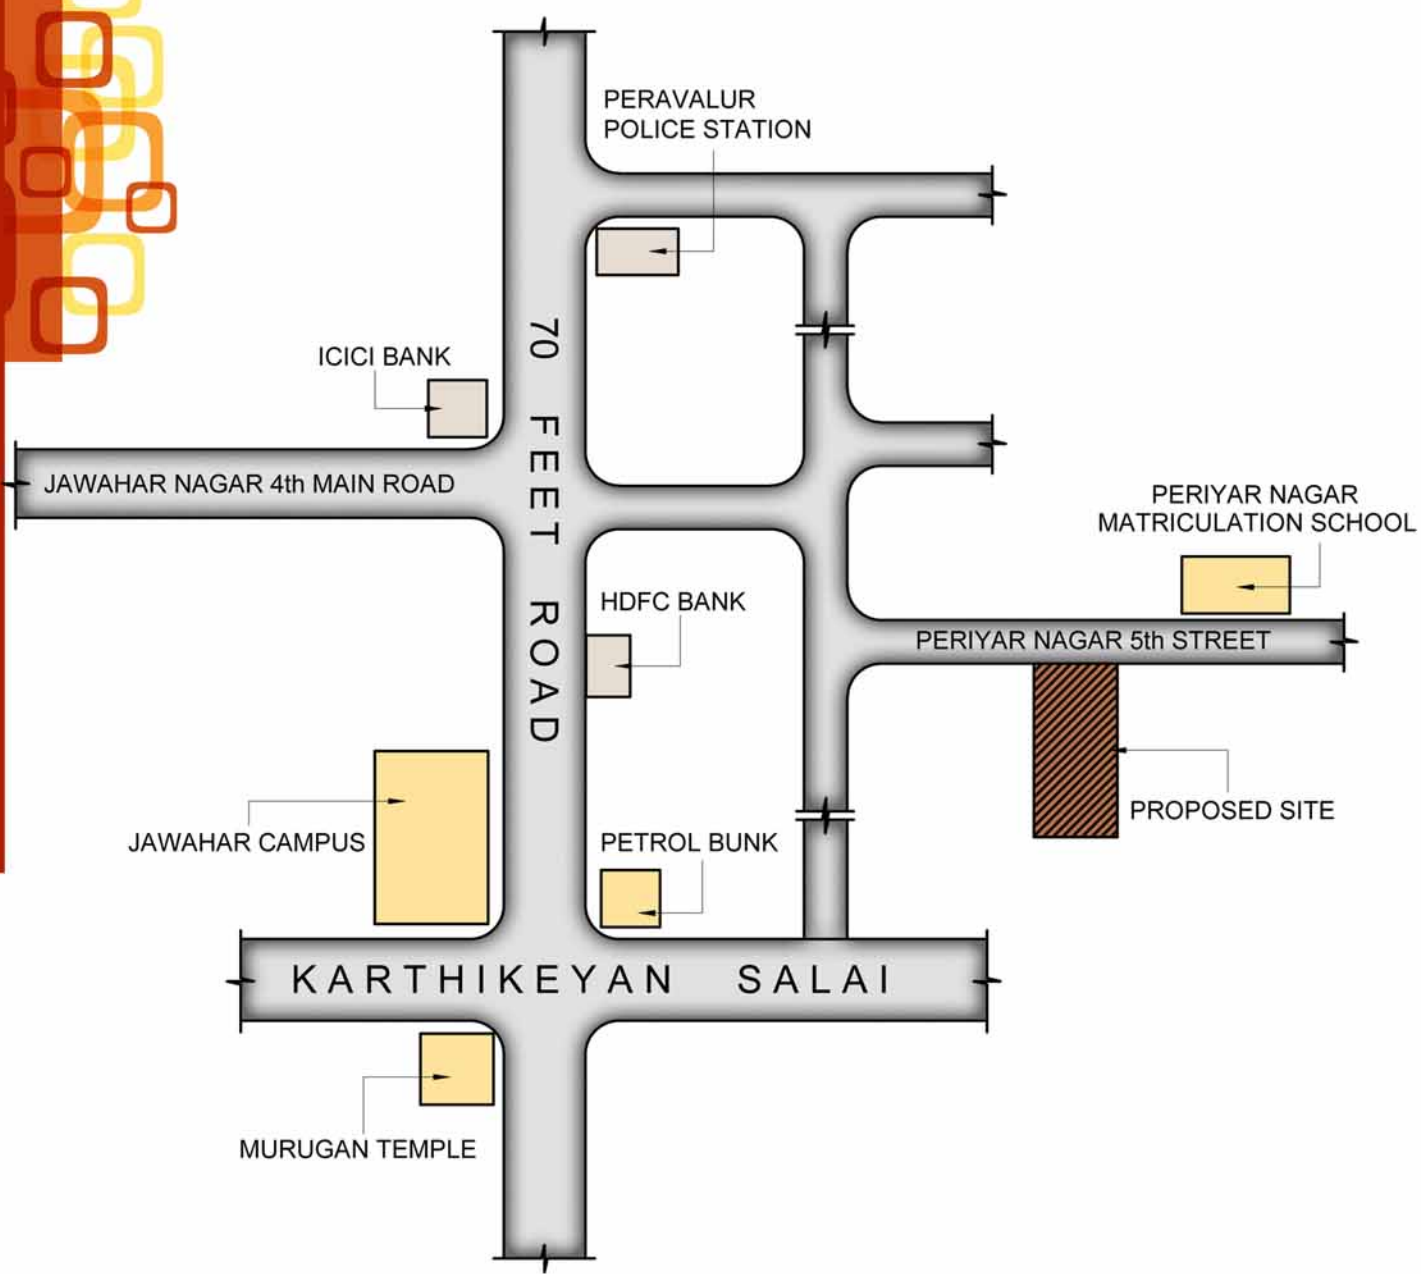 PERAVALUR
POLICE STATION
ICICI BANK
70 FEET ROAD
JAWAHAR NAGAR 4th MAIN ROAD
PERIYAR NAGAR
MATRICULATION SCHOOL
HDFC BANK
PERIYAR NAGAR 5th STREET
PROPOSED SITE
JAWAHAR CAMPUS
PETROL BUNK
KARTHIKEYAN SALAI
MURUGAN TEMPLE